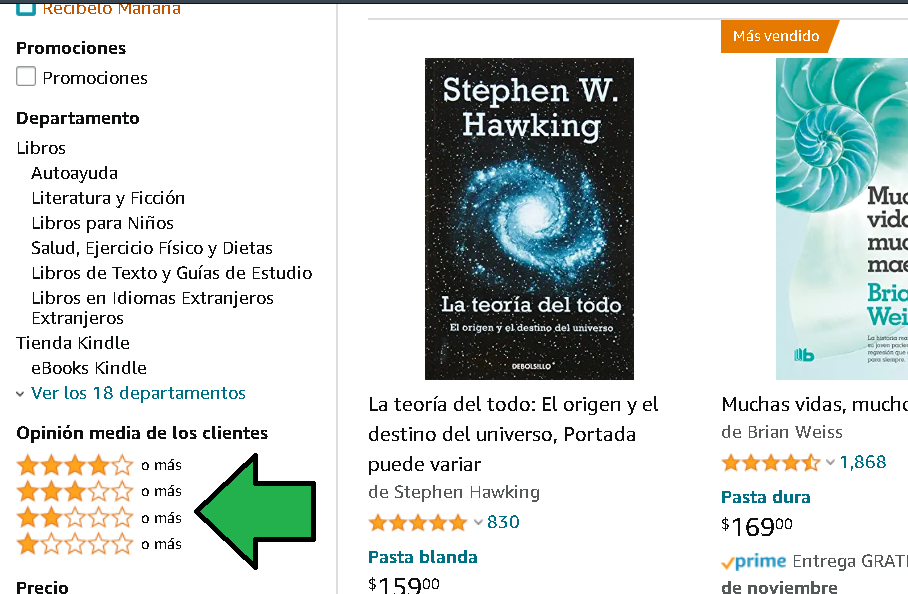 Recíbelo Mañana
Promociones
Promociones
Departamento
Libros
Autoayuda
Literatura y Ficción
Libros para Niños
Salud, Ejercicio Físico y Dietas
Libros de Texto y Guías de Estudio
Libros en Idiomas Extranjeros
Extranjeros
Tienda Kindle
eBooks Kindle
Ver los 18 departamentos
Opinión media de los clientes
o más
o más
o más
o más
Precio
Stephen W.
Hawking
La teoría del todo
El origen y el destino del universo
DEBOLSILLO
La teoría del todo: El origen y el
destino del universo, Portada
puede variar
de Stephen Hawking
830
Pasta blanda
$15900
Más vendido
Muc
vida
muc
mae
Bria
Wei
Muchas vidas, mucho
de Brian Weiss
1,868
Pasta dura
$16900
prime Entrega GRATI
de noviembre